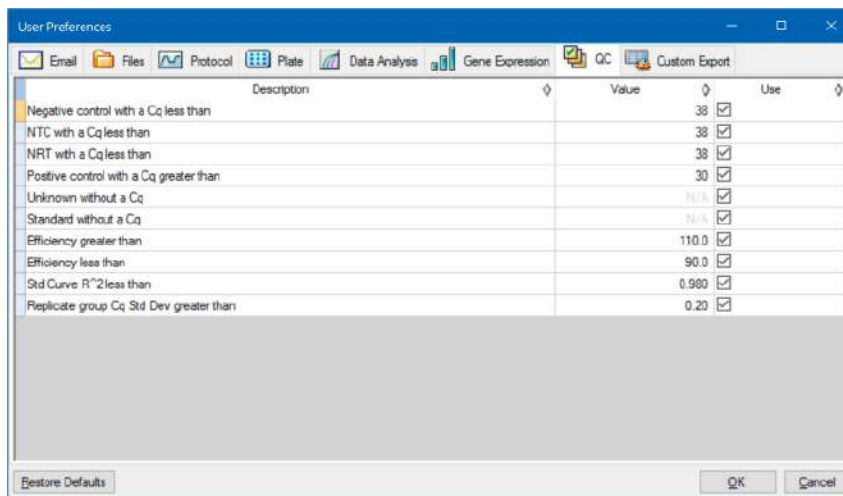 User Preferences
Email Files Protocol Plate Data Analysis Gene Expression QC Custom Export
Description Value Use
Negative control with a Cq less than 38
NTC with a Cq less than 38
NRT with a Cq less than 38
Positive control with a Cq greater than 30
Unknown without a Cq N/A
Standard without a Cq N/A
Efficiency greater than 110.0
Efficiency less than 90.0
Std Curve R^2 less than 0.980
Replicate group Cq Std Dev greater than 0.20
Restore Defaults OK Cancel